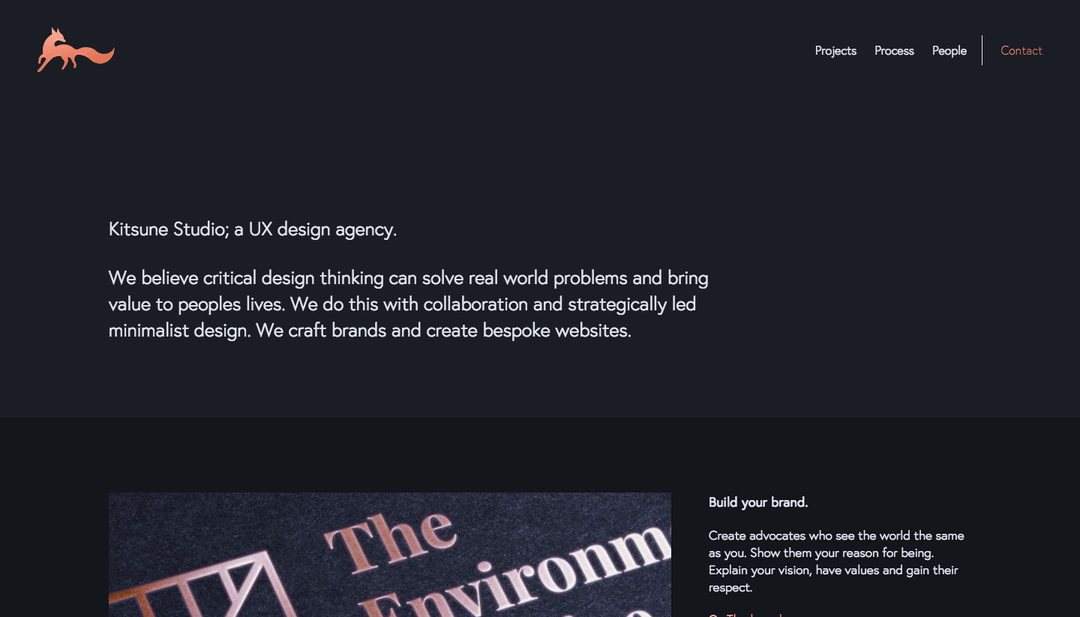 Projects Process People Contact
Kitsune Studio; a UX design agency.
We believe critical design thinking can solve real world problems and bring
value to peoples lives. We do this with collaboration and strategically led
minimalist design. We craft brands and create bespoke websites.
The
Environm
Build your brand.
Create advocates who see the world the same
as you. Show them your reason for being.
Explain your vision, have values and gain their
respect.